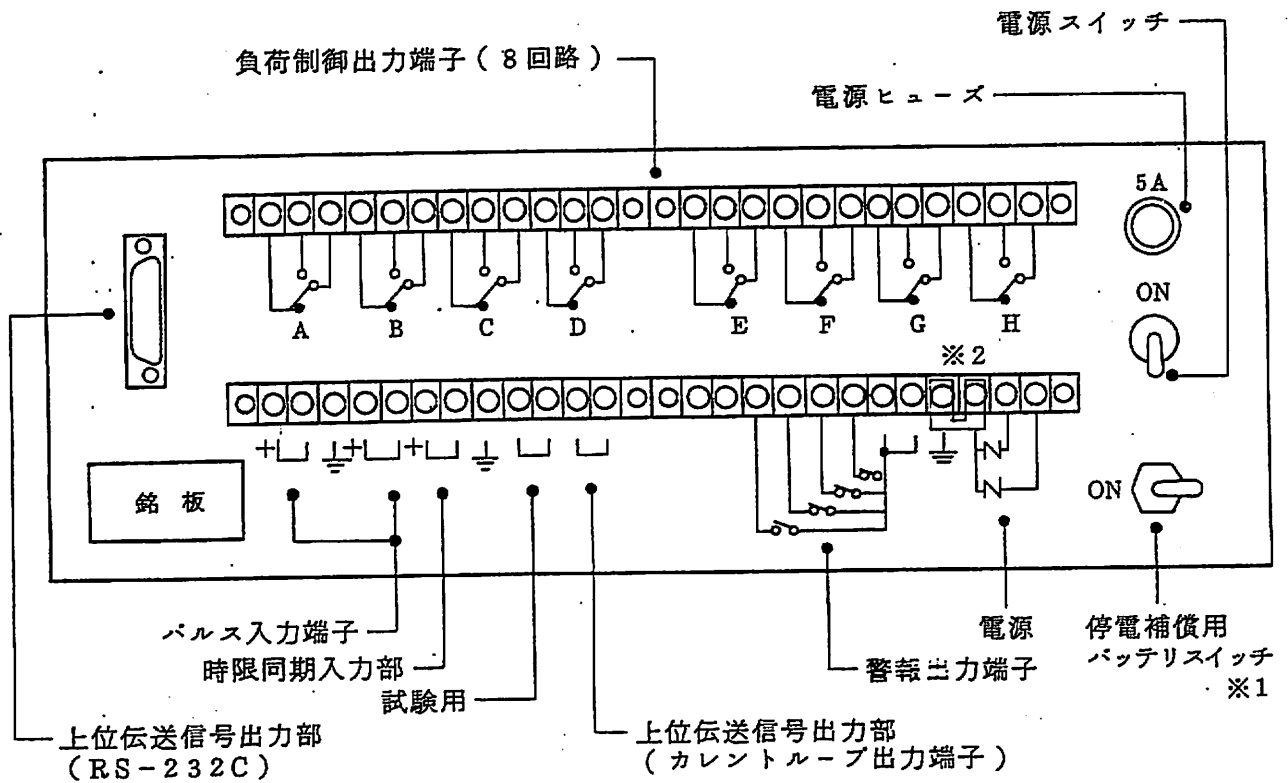 電源スイッチ
負荷制御出力端子（8回路）
電源ヒューズ
5A
ON
A B C D E F G H
※2
+ + +
銘板
ON
パルス入力端子
時限同期入力部
試験用
警報出力端子
電源
停電補償用
バッテリスイッチ
※1
上位伝送信号出力部
（RS-232C）
上位伝送信号出力部
（カレントループ出力端子）